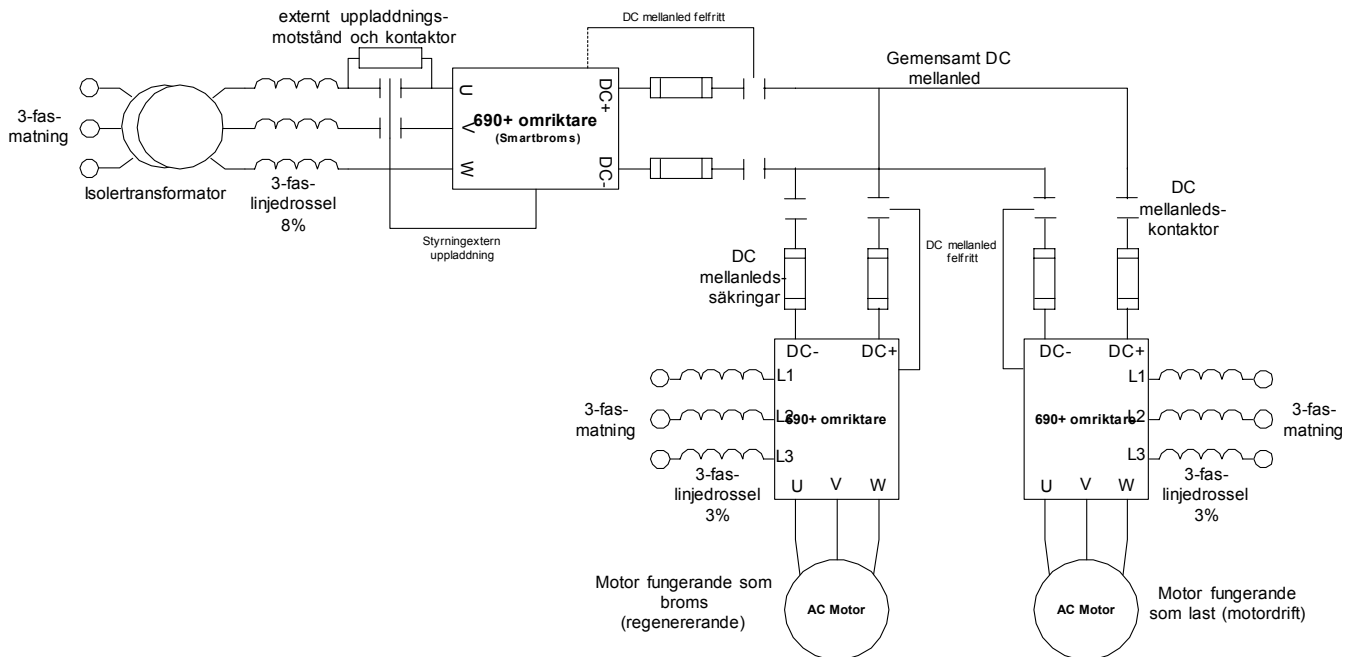 externt uppladdnings-
motstånd och kontaktor
DC mellanled felfritt
Gemensamt DC
mellanled
3-fas-
matning
Isolertransformator
3-fas-
linjedrossel
8%
U
V
W
690+ omriktare
(Smartbroms)
DC+
DC-
Styrningextern
uppladdning
DC
mellanleds-
säkringar
DC mellanled
felfritt
DC
mellanleds-
kontaktor
3-fas-
matning
3-fas-
linjedrossel
3%
DC-
DC+
L1
L2
L3
690+ omriktare
U
V
W
DC-
DC+
L1
L2
L3
690+ omriktare
U
V
W
3-fas-
matning
3-fas-
linjedrossel
3%
Motor fungerande som
broms
(regenererande)
AC Motor
AC Motor
Motor fungerande
som last (motordrift)